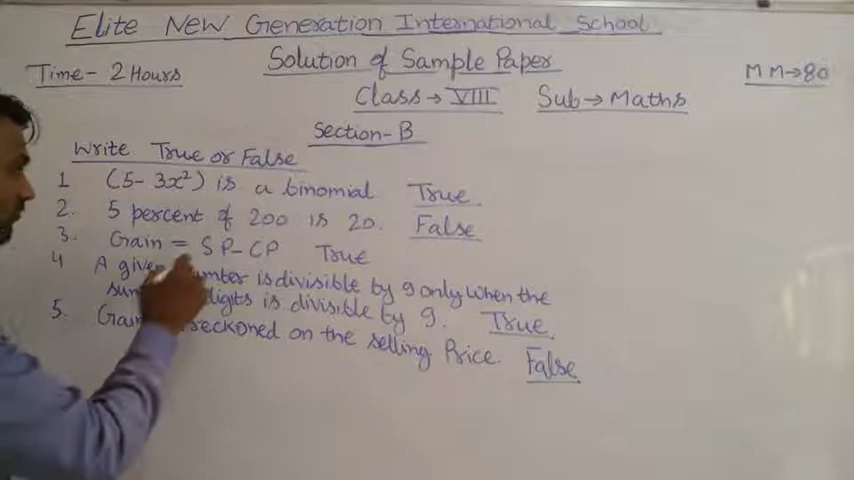 Elite New Generation International School
Solution of Sample Paper
Time - 2 Hours
MM→80
Class→VIII Sub→Maths
Section-B
Write True or False
1 (5-3x²) is a binomial True
2. 5 percent of 200 is 20. False
3. Gain = SP-CP True
4 A given is divisible by 9 only when the
digits is divisible by 9. True
5. reckoned on the selling Price. False